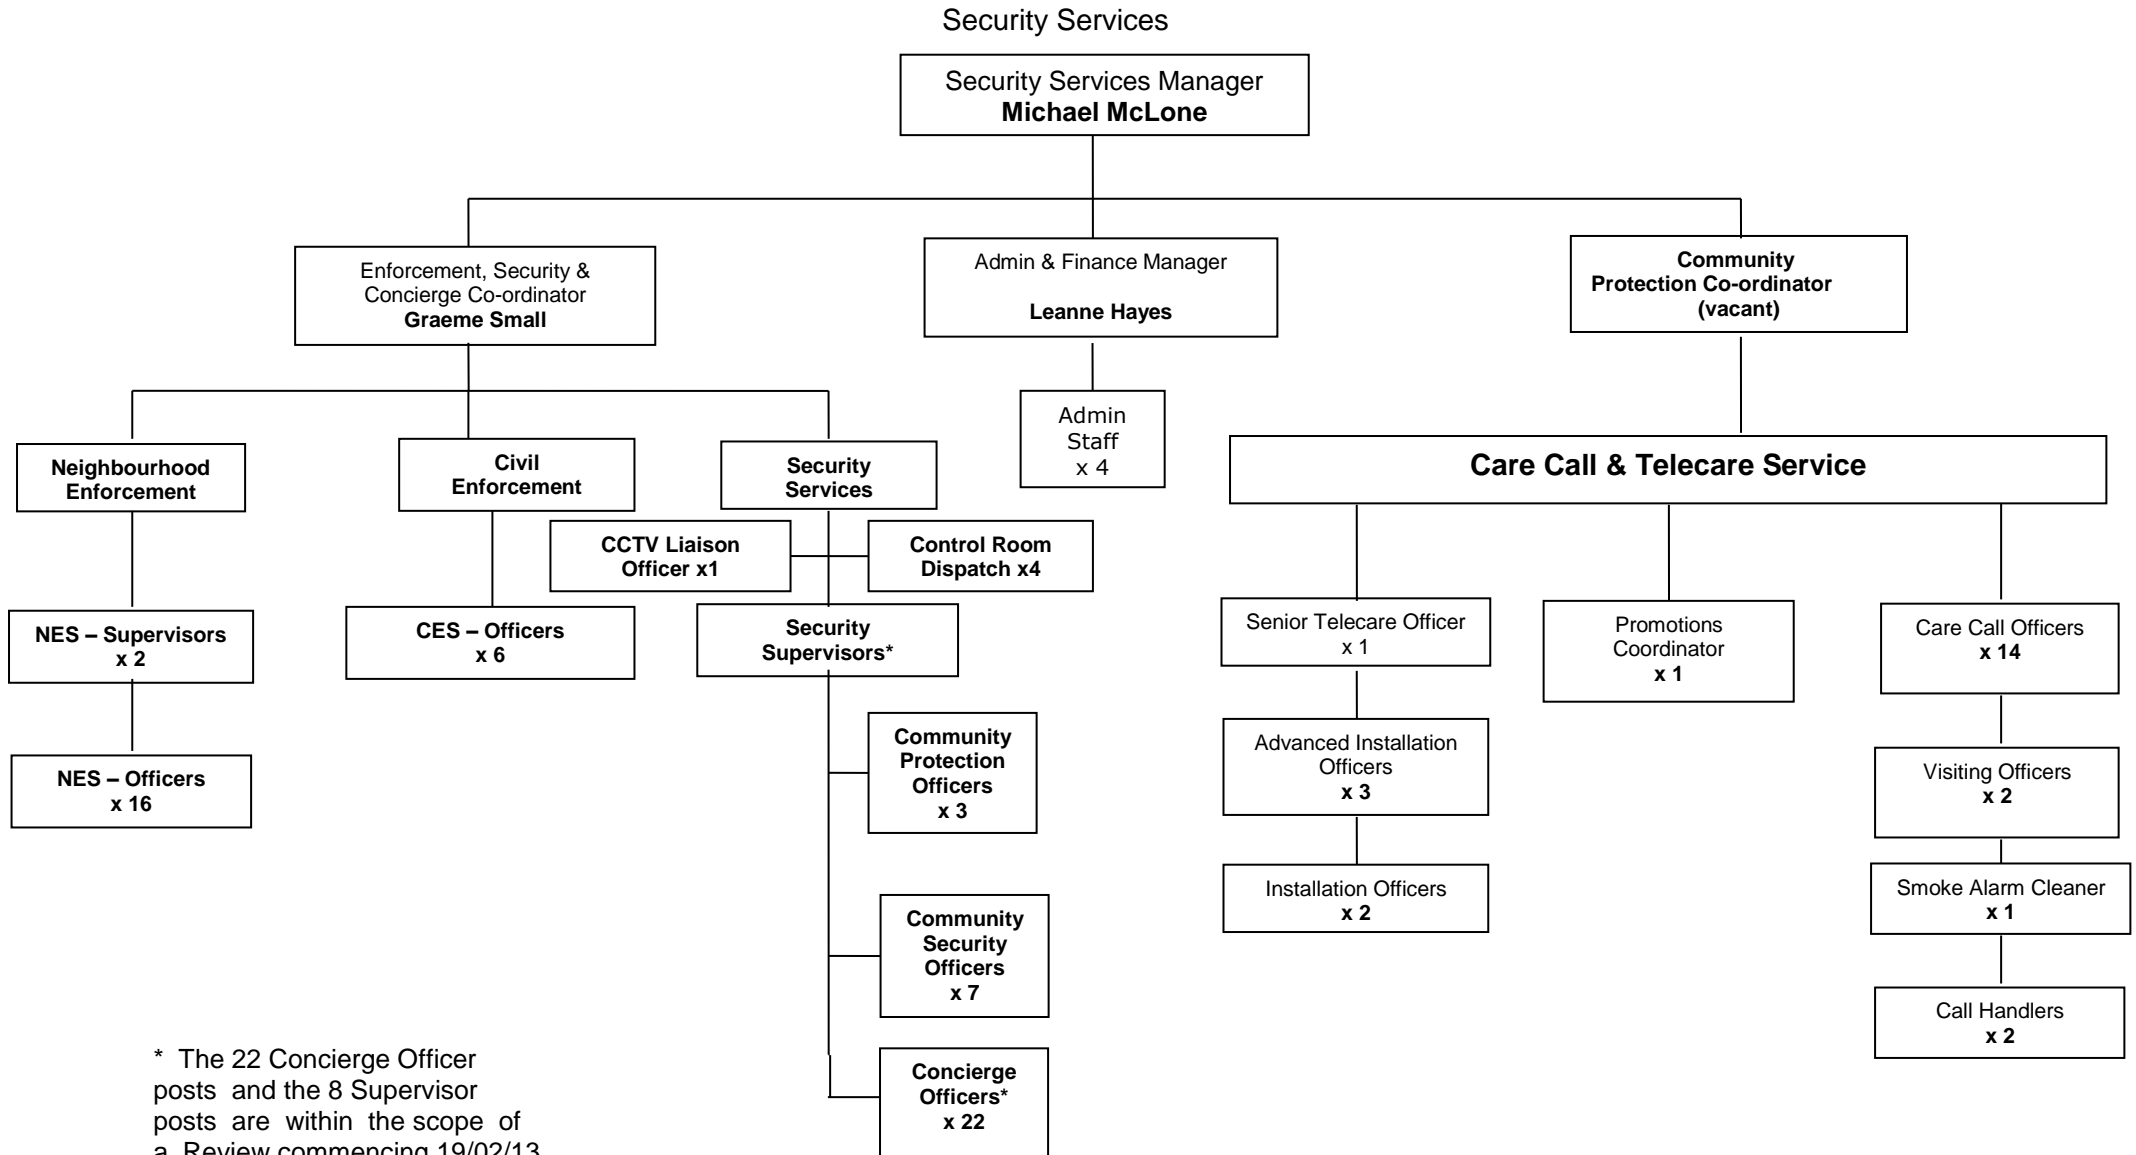 Security Services
Security Services Manager
Michael McLone
Enforcement, Security &
Concierge Co-ordinator
Graeme Small
Admin & Finance Manager
Leanne Hayes
Community
Protection Co-ordinator
(vacant)
Admin
Staff
x 4
Neighbourhood
Enforcement
Civil
Enforcement
Security
Services
Care Call & Telecare Service
CCTV Liaison
Officer x1
Control Room
Dispatch x4
NES – Supervisors
x 2
CES – Officers
x 6
Security
Supervisors*
Senior Telecare Officer
x 1
Promotions
Coordinator
x 1
Care Call Officers
x 14
NES – Officers
x 16
Community
Protection
Officers
x 3
Advanced Installation
Officers
x 3
Visiting Officers
x 2
Installation Officers
x 2
Smoke Alarm Cleaner
x 1
Community
Security
Officers
x 7
Call Handlers
x 2
Concierge
Officers*
x 22
* The 22 Concierge Officer
posts and the 8 Supervisor
posts are within the scope of
a Review commencing 19/02/13